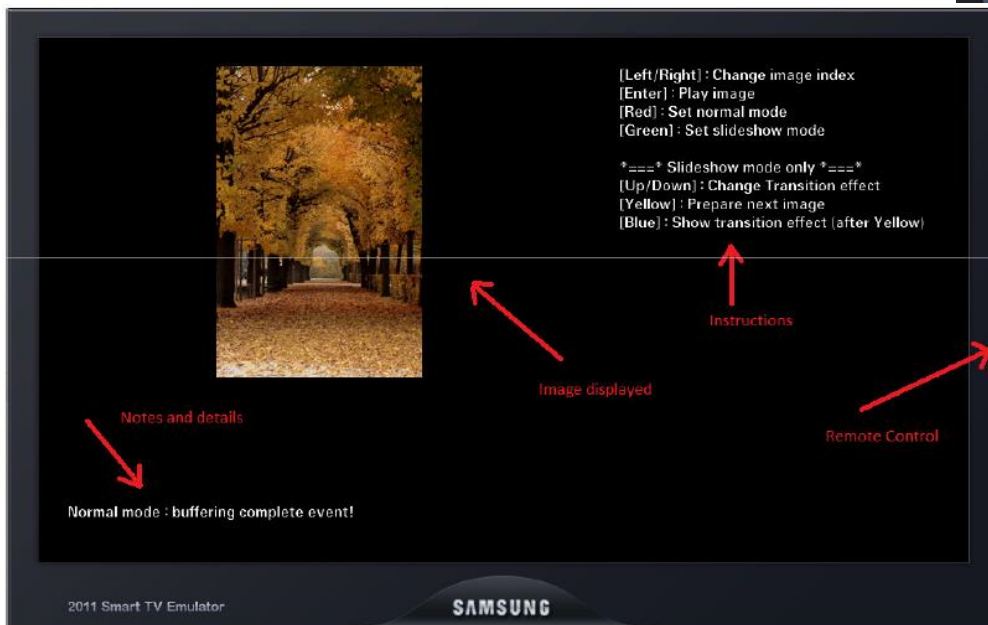 [Left/Right] : Change image index
[Enter] : Play image
[Red] : Set normal mode
[Green] : Set slideshow mode
*===* Slideshow mode only *===*
[Up/Down] : Change Transition effect
[Yellow] : Prepare next image
[Blue] : Show transition effect (after Yellow)
Instructions
Image displayed
Notes and details
Remote Control
Normal mode : buffering complete event!
2011 Smart TV Emulator
SAMSUNG